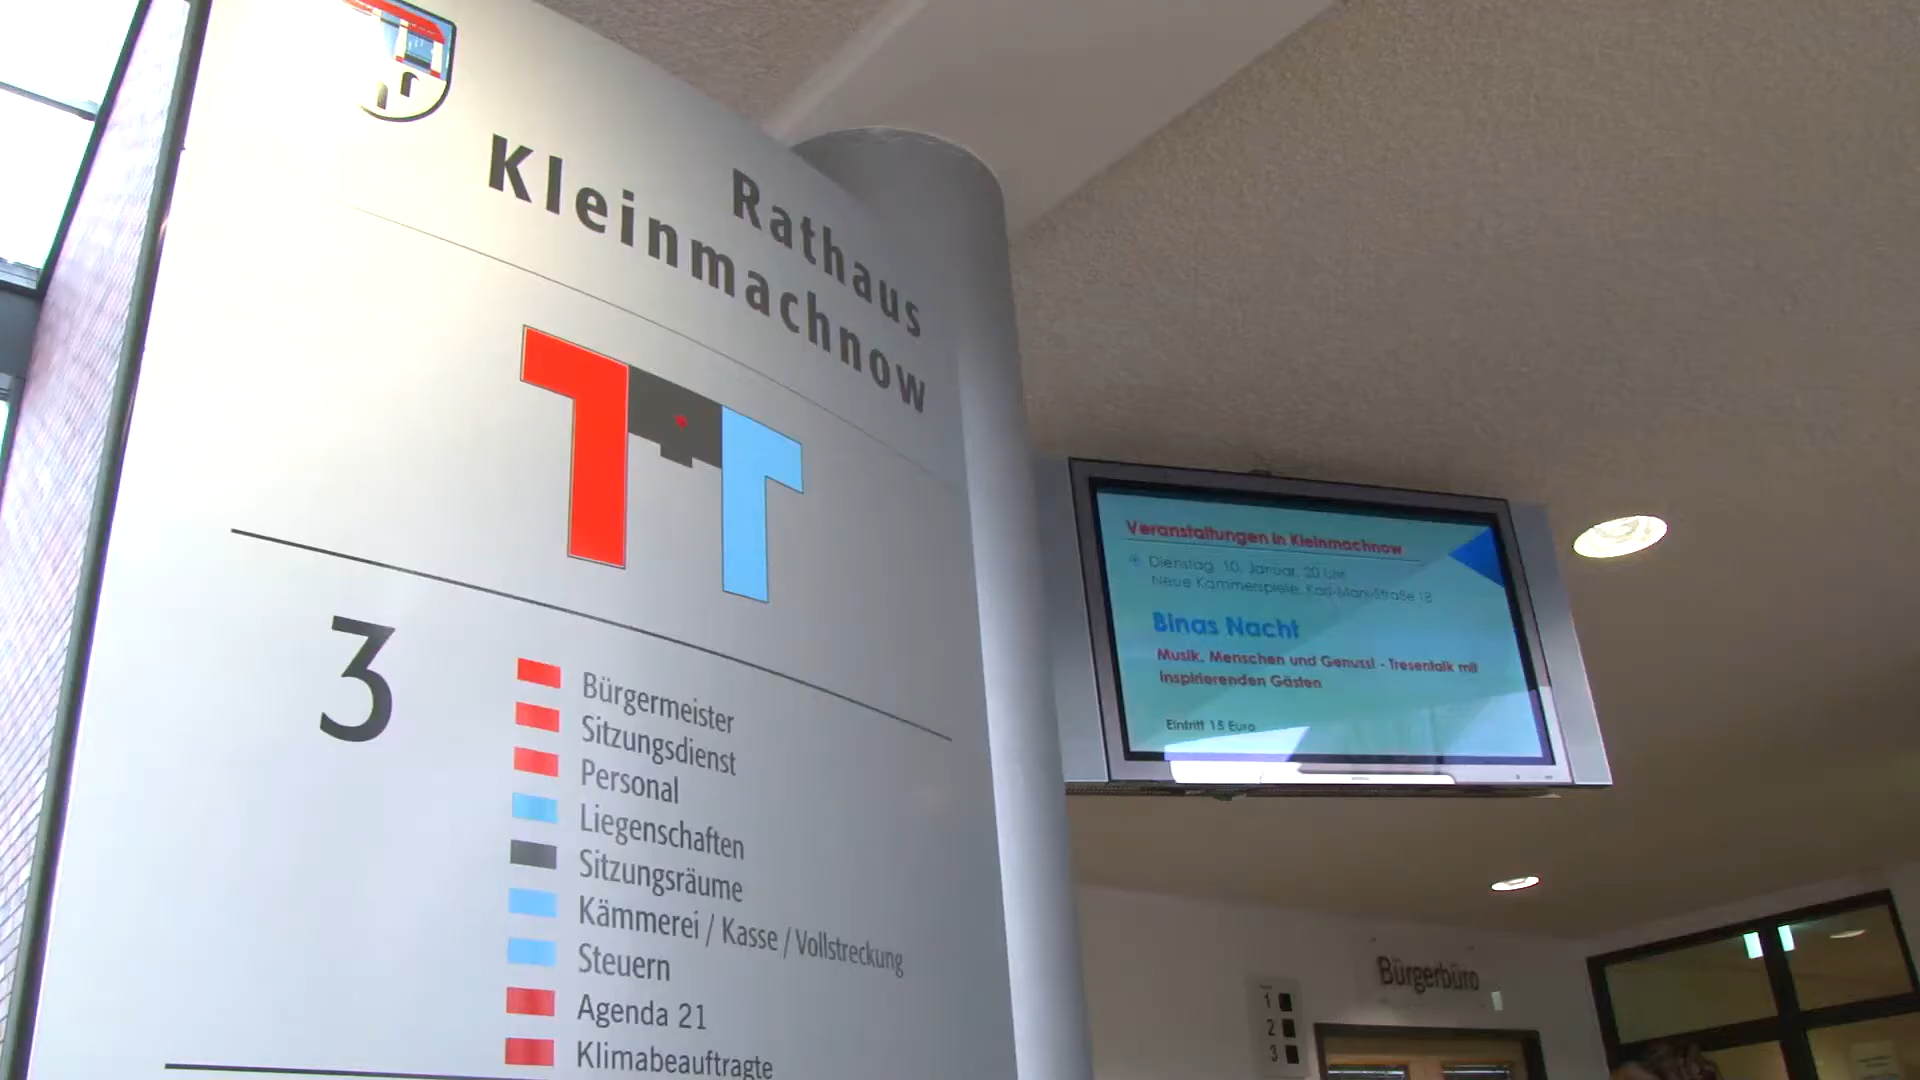 Rathaus
Kleinmachnow
3
Bürgermeister
Sitzungsdienst
Personal
Liegenschaften
Sitzungsräume
Kämmerei / Kasse / Vollstreckung
Steuern
Agenda 21
Klimabeauftragte
Veranstaltungen in Kleinmachnow
Dienstag, 10. Januar, 20 Uhr
Neue Kammerspiele, Karl-Marx-Straße 18
Binas Nacht
Musik, Menschen und Genuss! - Tresentalk mit
inspirierenden Gästen
Eintritt 15 Euro
Bürgerbüro
1
2
3